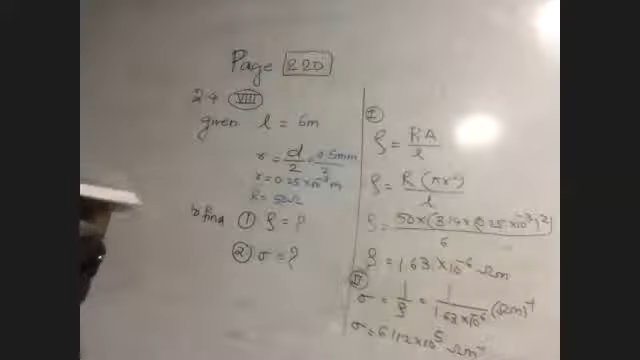 Page 220
24 VIII
given l = 6m
r = d/2 = 0.5mm/2
r = 0.25 × 10⁻³ m
R = 50Ω
to find ① ρ = ?
② σ = ?
Ⅰ
ρ = RA/l
ρ = R(πr²)/l
ρ = 50 × (3.14 × (0.25 × 10⁻³)²)/6
ρ = 1.63 × 10⁻⁶ Ωm
Ⅱ
σ = 1/ρ = 1/1.63 × 10⁻⁶ (Ωm)⁻¹
σ = 6.112 × 10⁵ Ωm⁻¹